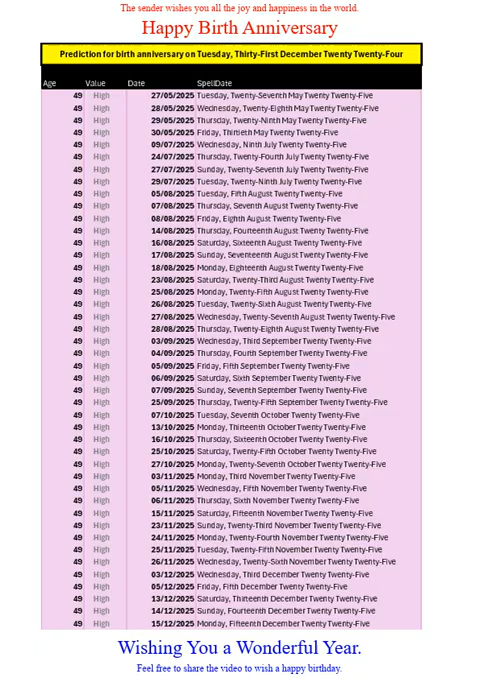 The sender wishes you all the joy and happiness in the world.
Happy Birth Anniversary
Prediction for birth anniversary on Tuesday, Thirty-First December Twenty Twenty-Four
Age Value Date SpellDate
49 High 27/05/2025 Tuesday, Twenty-Seventh May Twenty Twenty-Five
49 High 28/05/2025 Wednesday, Twenty-Eighth May Twenty Twenty-Five
49 High 29/05/2025 Thursday, Twenty-Ninth May Twenty Twenty-Five
49 High 30/05/2025 Friday, Thirtieth May Twenty Twenty-Five
49 High 09/07/2025 Wednesday, Ninth July Twenty Twenty-Five
49 High 24/07/2025 Thursday, Twenty-Fourth July Twenty Twenty-Five
49 High 27/07/2025 Sunday, Twenty-Seventh July Twenty Twenty-Five
49 High 29/07/2025 Tuesday, Twenty-Ninth July Twenty Twenty-Five
49 High 05/08/2025 Tuesday, Fifth August Twenty Twenty-Five
49 High 07/08/2025 Thursday, Seventh August Twenty Twenty-Five
49 High 08/08/2025 Friday, Eighth August Twenty Twenty-Five
49 High 14/08/2025 Thursday, Fourteenth August Twenty Twenty-Five
49 High 16/08/2025 Saturday, Sixteenth August Twenty Twenty-Five
49 High 17/08/2025 Sunday, Seventeenth August Twenty Twenty-Five
49 High 18/08/2025 Monday, Eighteenth August Twenty Twenty-Five
49 High 23/08/2025 Saturday, Twenty-Third August Twenty Twenty-Five
49 High 25/08/2025 Monday, Twenty-Fifth August Twenty Twenty-Five
49 High 26/08/2025 Tuesday, Twenty-Sixth August Twenty Twenty-Five
49 High 27/08/2025 Wednesday, Twenty-Seventh August Twenty Twenty-Five
49 High 28/08/2025 Thursday, Twenty-Eighth August Twenty Twenty-Five
49 High 03/09/2025 Wednesday, Third September Twenty Twenty-Five
49 High 04/09/2025 Thursday, Fourth September Twenty Twenty-Five
49 High 05/09/2025 Friday, Fifth September Twenty Twenty-Five
49 High 06/09/2025 Saturday, Sixth September Twenty Twenty-Five
49 High 07/09/2025 Sunday, Seventh September Twenty Twenty-Five
49 High 25/09/2025 Thursday, Twenty-Fifth September Twenty Twenty-Five
49 High 07/10/2025 Tuesday, Seventh October Twenty Twenty-Five
49 High 13/10/2025 Monday, Thirteenth October Twenty Twenty-Five
49 High 16/10/2025 Thursday, Sixteenth October Twenty Twenty-Five
49 High 25/10/2025 Saturday, Twenty-Fifth October Twenty Twenty-Five
49 High 27/10/2025 Monday, Twenty-Seventh October Twenty Twenty-Five
49 High 03/11/2025 Monday, Third November Twenty Twenty-Five
49 High 05/11/2025 Wednesday, Fifth November Twenty Twenty-Five
49 High 06/11/2025 Thursday, Sixth November Twenty Twenty-Five
49 High 15/11/2025 Saturday, Fifteenth November Twenty Twenty-Five
49 High 23/11/2025 Sunday, Twenty-Third November Twenty Twenty-Five
49 High 24/11/2025 Monday, Twenty-Fourth November Twenty Twenty-Five
49 High 25/11/2025 Tuesday, Twenty-Fifth November Twenty Twenty-Five
49 High 26/11/2025 Wednesday, Twenty-Sixth November Twenty Twenty-Five
49 High 03/12/2025 Wednesday, Third December Twenty Twenty-Five
49 High 05/12/2025 Friday, Fifth December Twenty Twenty-Five
49 High 13/12/2025 Saturday, Thirteenth December Twenty Twenty-Five
49 High 14/12/2025 Sunday, Fourteenth December Twenty Twenty-Five
49 High 15/12/2025 Monday, Fifteenth December Twenty Twenty-Five
Wishing You a Wonderful Year.
Feel free to share the video to wish a happy birthday.